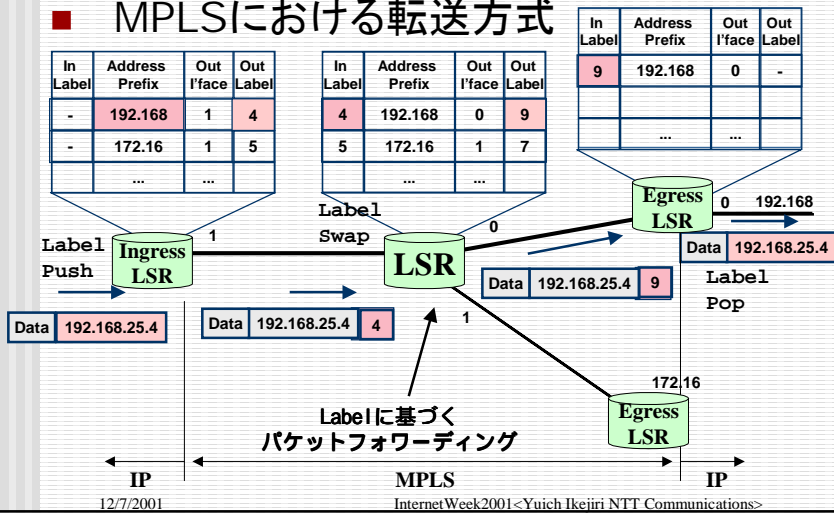 ■ MPLSにおける転送方式
In Label Address Prefix Out I'face Out Label
- 192.168 1 4
- 172.16 1 5
... ...
In Label Address Prefix Out I'face Out Label
4 192.168 0 9
5 172.16 1 7
... ...
In Label Address Prefix Out I'face Out Label
9 192.168 0 -
... ...
Label Push
Ingress LSR
1
Label Swap
LSR
0
1
Egress LSR
0 192.168
Data 192.168.25.4
Data 192.168.25.4 4
Data 192.168.25.4 9
Data 192.168.25.4
Label Pop
172.16
Egress LSR
Labelに基づく
パケットフォワーディング
IP
MPLS
IP
12/7/2001
InternetWeek2001<Yuich Ikejiri NTT Communications>